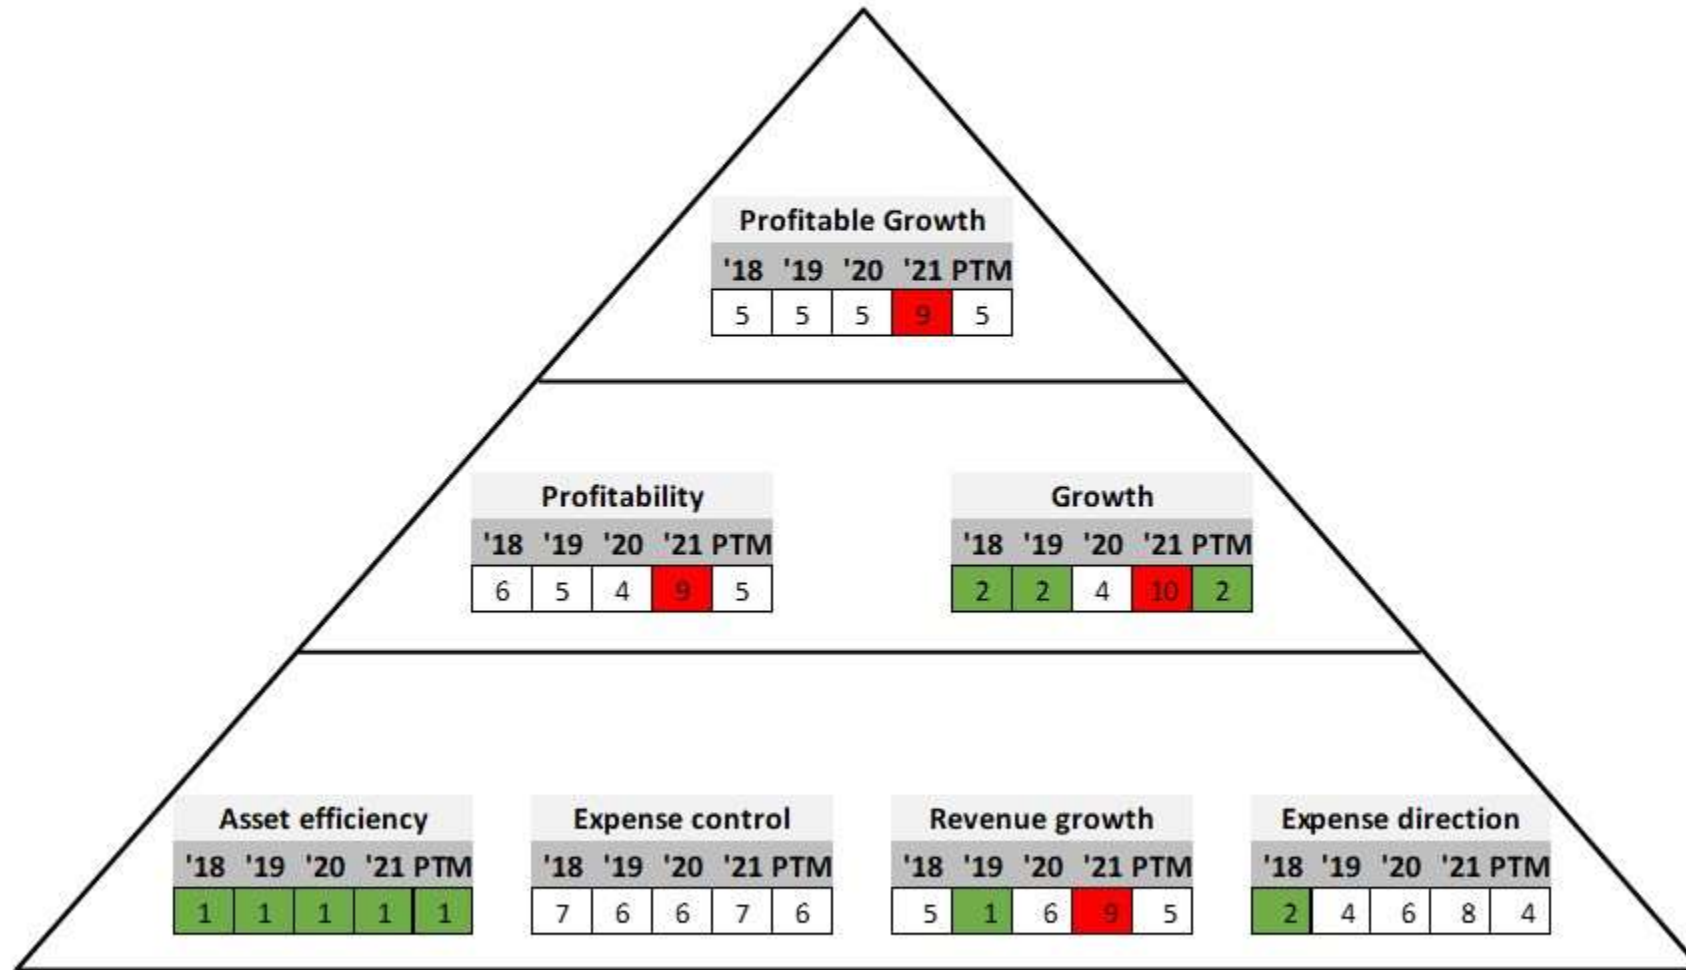 Profitable Growth
'18 '19 '20 '21 PTM
5 5 5 9 5
Profitability
'18 '19 '20 '21 PTM
6 5 4 9 5
Growth
'18 '19 '20 '21 PTM
2 2 4 10 2
Asset efficiency
'18 '19 '20 '21 PTM
1 1 1 1 1
Expense control
'18 '19 '20 '21 PTM
7 6 6 7 6
Revenue growth
'18 '19 '20 '21 PTM
5 1 6 9 5
Expense direction
'18 '19 '20 '21 PTM
2 4 6 8 4